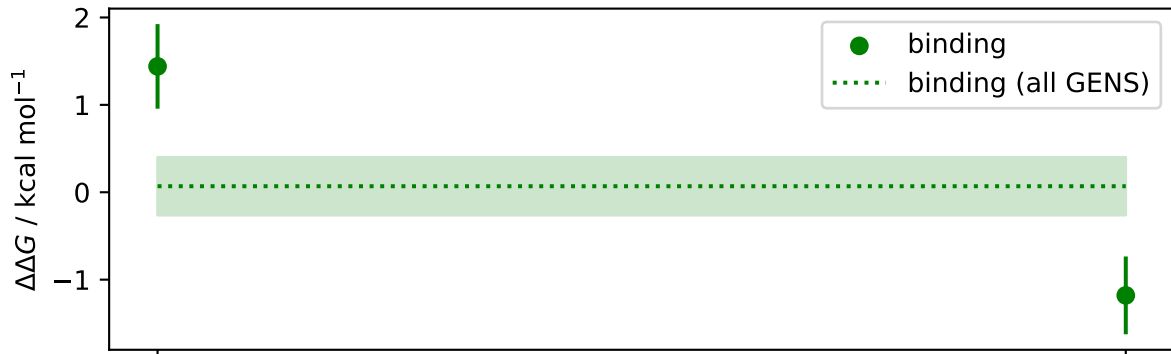 2
1
0
−1
ΔΔG / kcal mol⁻¹
binding
binding (all GENS)